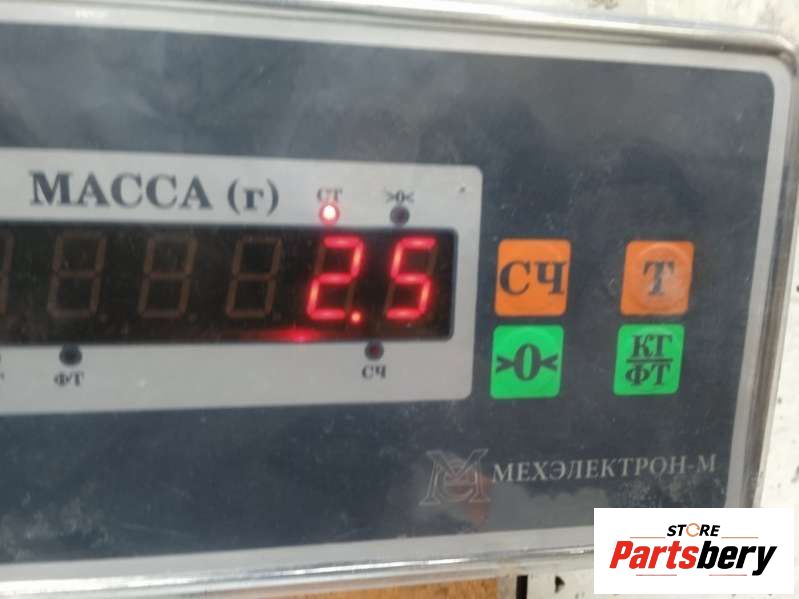 МАССА (г)
СТ
>0<
2.5
СЧ
Т
ФТ
СЧ
>0<
КГ
ФТ
МЕХЭЛЕКТРОН-М
STORE
Partsbery